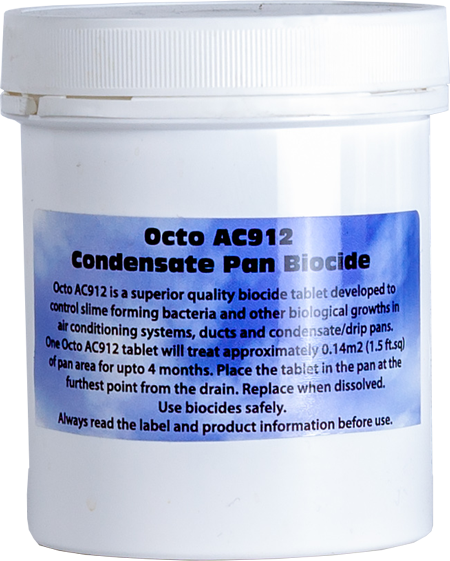 Octo AC912
Condensate Pan Biocide
Octo AC912 is a superior quality biocide tablet developed to
control slime forming bacteria and other biological growths in
air conditioning systems, ducts and condensate/drip pans.
One Octo AC912 tablet will treat approximately 0.14m2 (1.5 ft.sq)
of pan area for upto 4 months. Place the tablet in the pan at the
furthest point from the drain. Replace when dissolved.
Use biocides safely.
Always read the label and product information before use.